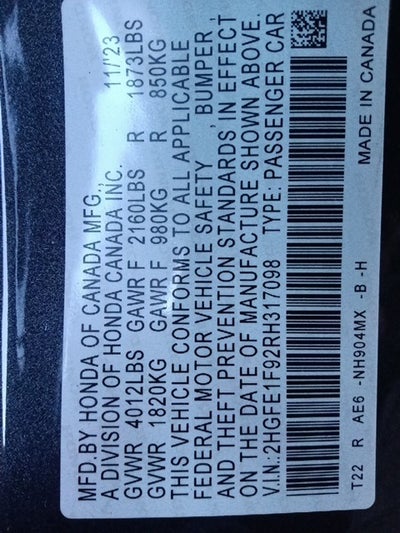 MFD.BY HONDA OF CANADA MFG., 11/'23
A DIVISION OF HONDA CANADA INC.
GVWR 4012LBS GAWR F 2160LBS R 1873LBS
GVWR 1820KG GAWR F 980KG R 850KG
THIS VEHICLE CONFORMS TO ALL APPLICABLE
FEDERAL MOTOR VEHICLE SAFETY , BUMPER ,
AND THEFT PREVENTION STANDARDS IN EFFECT
ON THE DATE OF MANUFACTURE SHOWN ABOVE.
V.I.N.:2HGFE1F92RH317098 TYPE: PASSENGER CAR
T22 R AE6 -NH904MX -B -H MADE IN CANADA